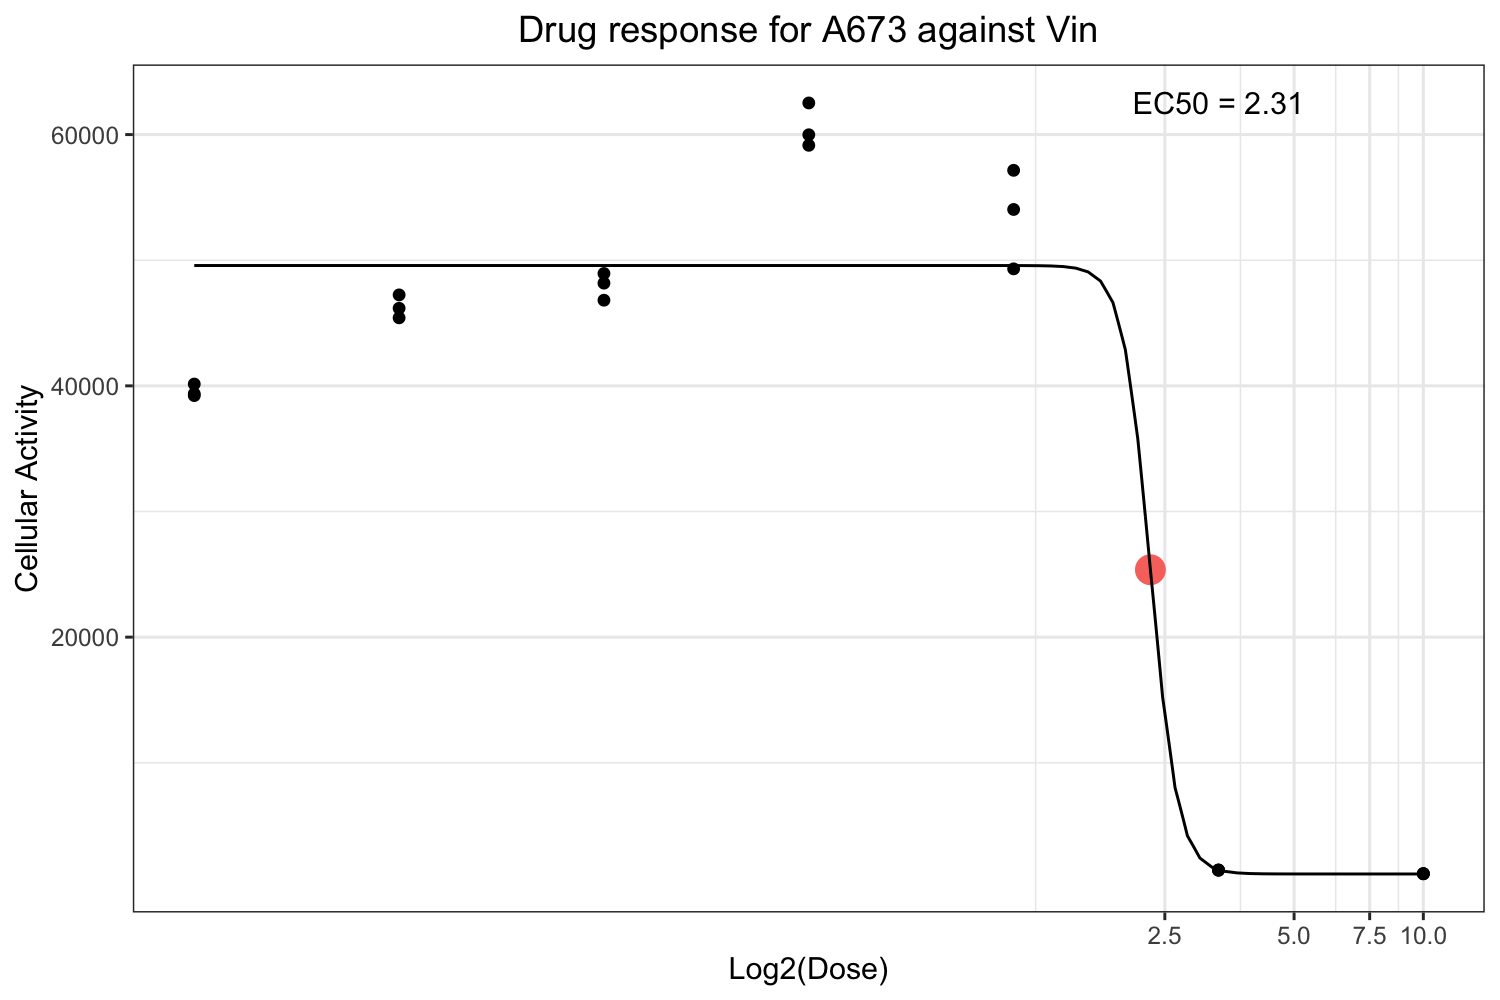 Drug response for A673 against Vin
EC50 = 2.31
60000
40000
20000
Cellular Activity
2.5 5.0 7.5 10.0
Log2(Dose)